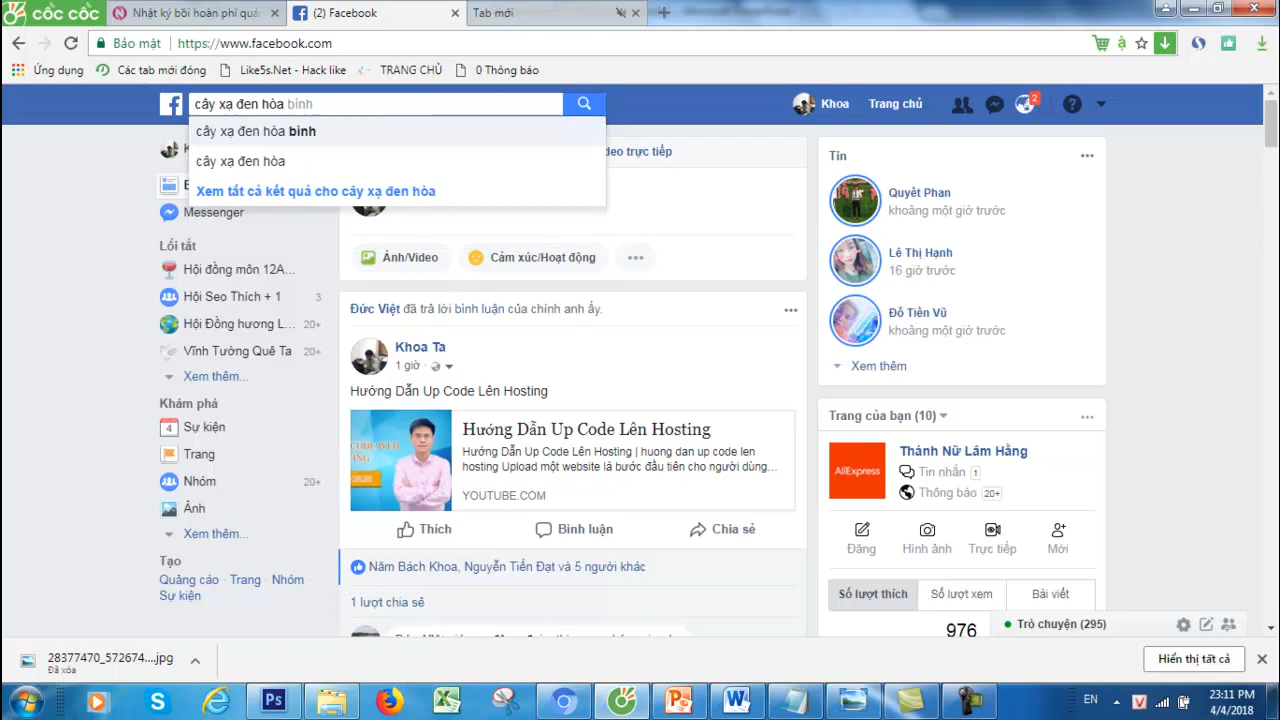 CỐC CỐC
Nhật ký bồi hoàn phí quả
(2) Facebook
Tab mới
Bảo mật
https://www.facebook.com
Ứng dụng
Các tab mới đóng
Like5s.Net - Hack like
TRANG CHỦ
0 Thông báo
cây xạ đen hòa bình
Khoa
Trang chủ
2
cây xạ đen hòa bình
cây xạ đen hòa
Xem tất cả kết quả cho cây xạ đen hòa
deo trực tiếp
Messenger
Lối tắt
Hội đồng môn 12A...
Hội Seo Thích + 1
3
Hội Đồng hương L...
20+
Vĩnh Tường Quê Ta
20+
Xem thêm...
Khám phá
4
Sự kiện
Trang
Nhóm
20+
Ảnh
Xem thêm...
Tạo
Quảng cáo · Trang · Nhóm ·
Sự kiện
Ảnh/Video
Cảm xúc/Hoạt động
Đức Việt đã trả lời bình luận của chính anh ấy.
Khoa Ta
1 giờ ·
Hướng Dẫn Up Code Lên Hosting
CODE WEB
Hướng Dẫn Up Code Lên Hosting
Hướng Dẫn Up Code Lên Hosting | huong dan up code len
hosting Upload một website là bước đầu tiên cho người dùng...
YOUTUBE.COM
Thích
Bình luận
Chia sẻ
Năm Bách Khoa, Nguyễn Tiến Đạt và 5 người khác
1 lượt chia sẻ
Tin
Quyết Phan
khoảng một giờ trước
Lê Thị Hạnh
16 giờ trước
Đỗ Tiên Vũ
khoảng một giờ trước
Xem thêm
Trang của bạn (10)
AliExpress
Thánh Nữ Lâm Hằng
Tin nhắn 1
Thông báo 20+
Đăng
Hình ảnh
Trực tiếp
Mời
Số lượt thích
Số lượt xem
Bài viết
976
Trò chuyện (295)
28377470_572674....jpg
Đã xóa
Hiển thị tất cả
EN
23:11 PM
4/4/2018